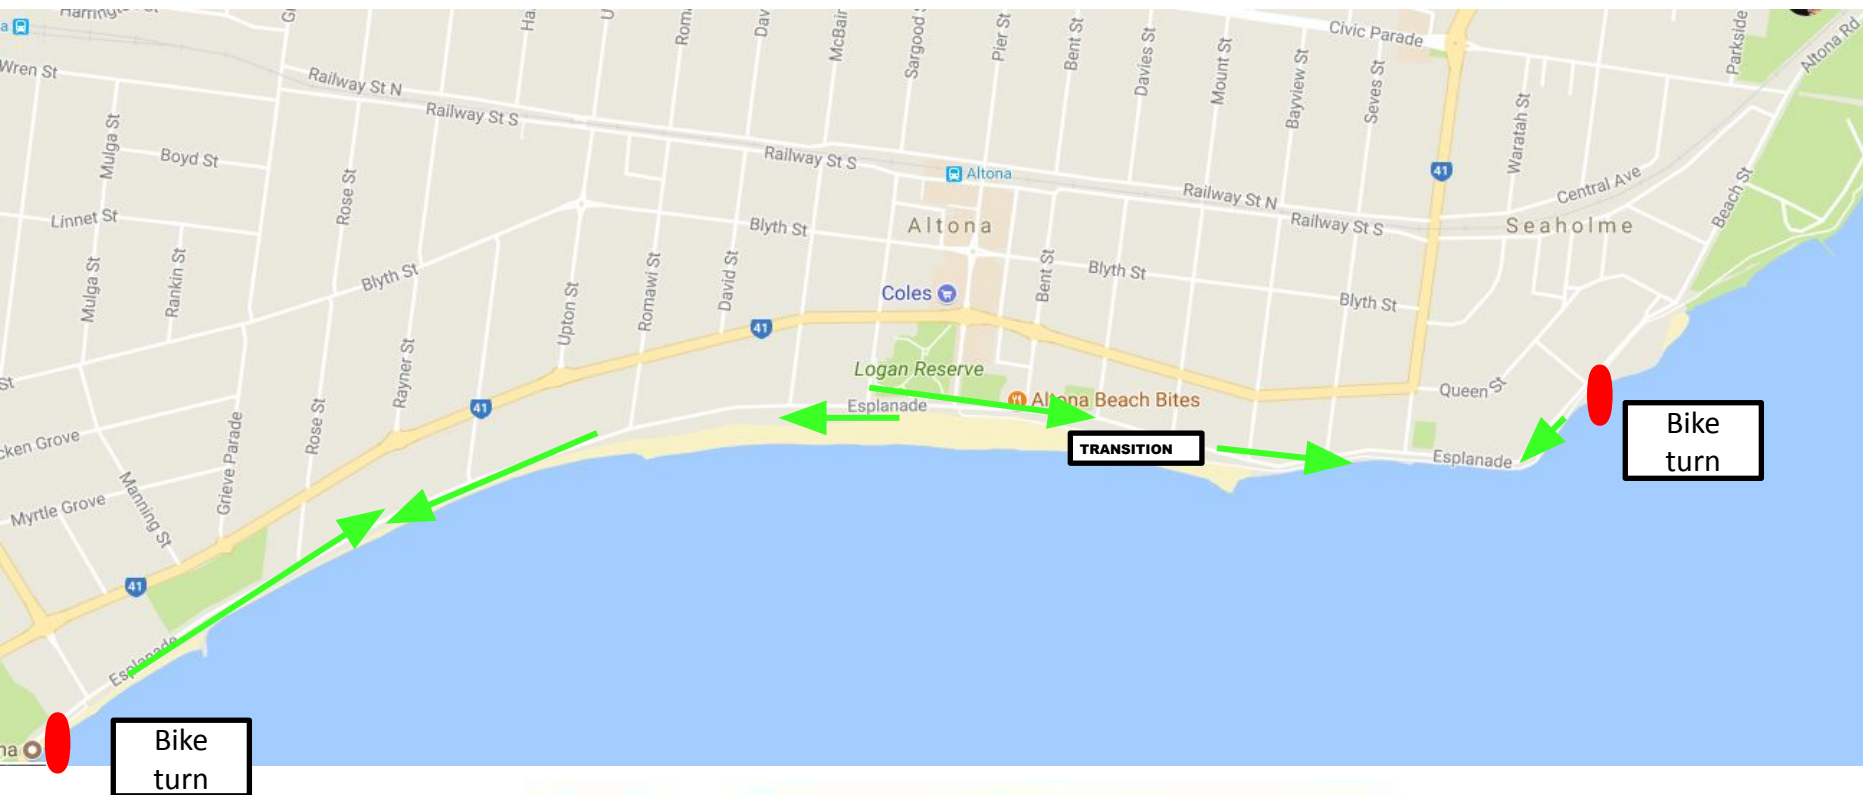 Civic Parade
Altona Rd
Parkside
Wren St
Railway St N
Railway St S
McBain
Sargood S
Pier St
Bent St
Davies St
Mount St
Bayview St
Seves St
Waratah St
Mulga St
Boyd St
Rose St
Linnet St
Railway St S
Altona
41
Railway St N
Railway St S
Central Ave
Beach St
Seaholme
Altona
Blyth St
Blyth St
Blyth St
Blyth St
Mulga St
Rankin St
Upton St
Romawi St
David St
Bent St
Coles
41
Rayner St
Logan Reserve
Esplanade
Altona Beach Bites
Queen St
Bike
turn
TRANSITION
Esplanade
41
Rose St
Grieve Parade
cken Grove
Manning St
Myrtle Grove
41
Esplanade
Bike
turn